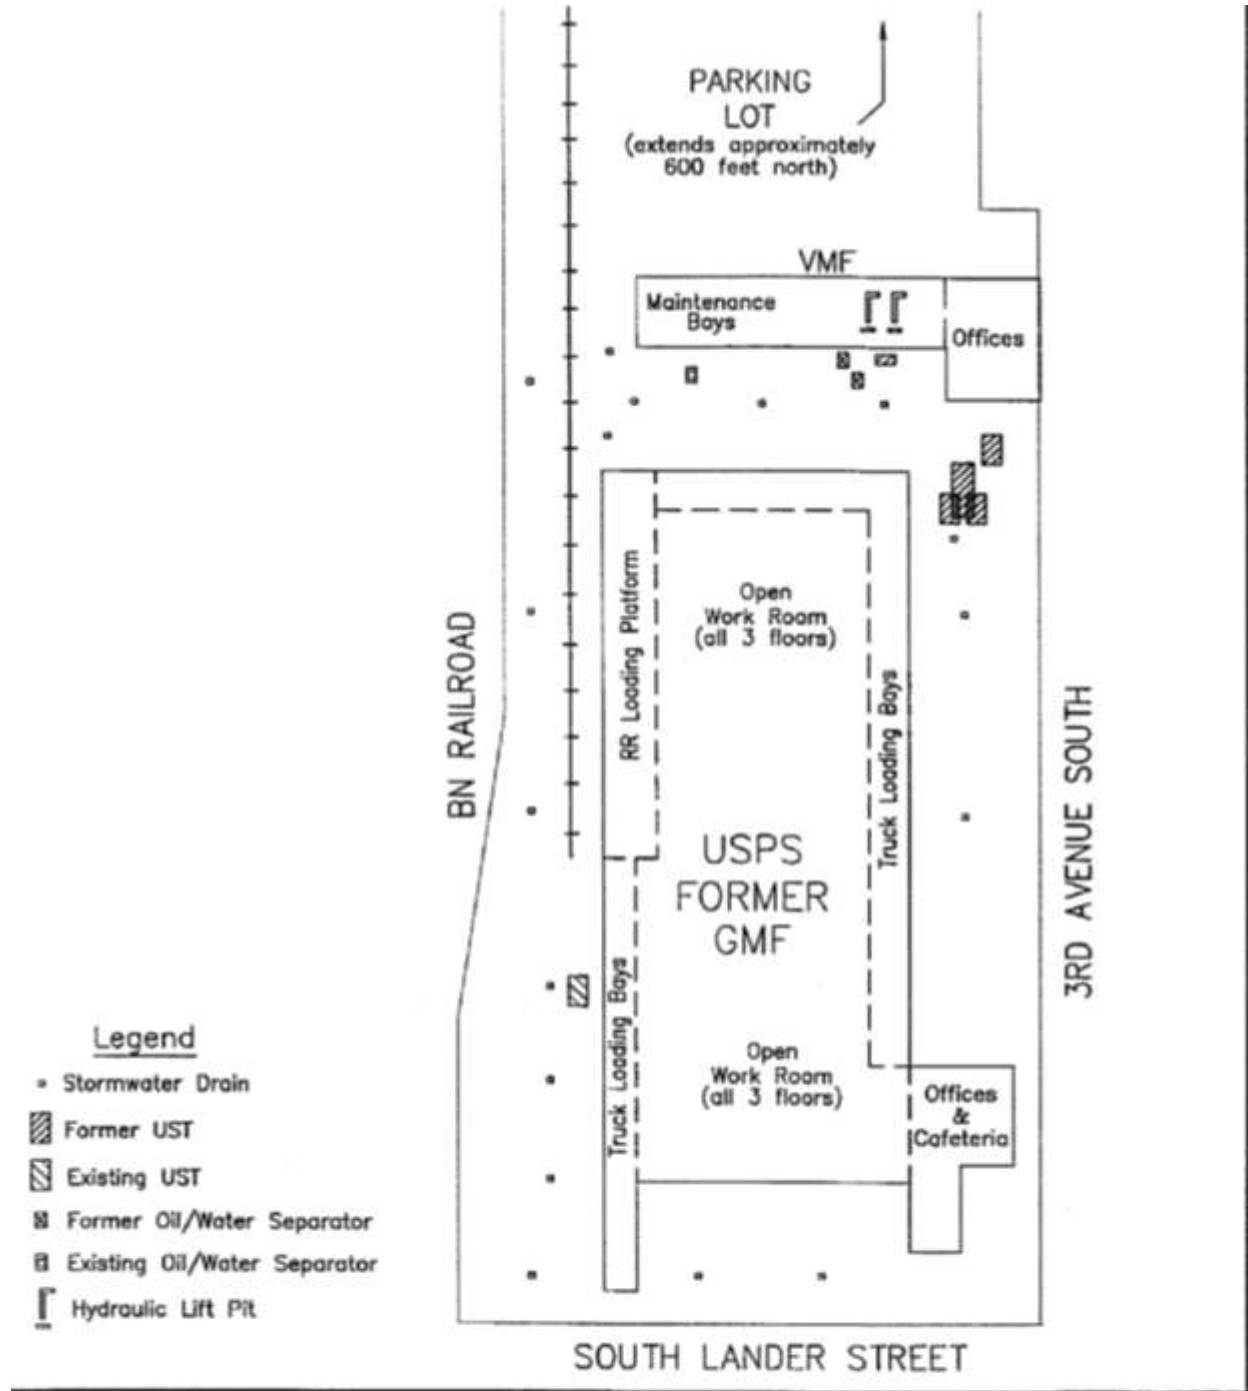 PARKING
LOT
(extends approximately
600 feet north)
VMF
Maintenance
Bays
Offices
RR Loading Platform
Open
Work Room
(all 3 floors)
Truck Loading Bays
BN RAILROAD
3RD AVENUE SOUTH
USPS
FORMER
GMF
Truck Loading Bays
Open
Work Room
(all 3 floors)
Offices
&
Cafeteria
Legend
Stormwater Drain
Former UST
Existing UST
Former Oil/Water Separator
Existing Oil/Water Separator
Hydraulic Lift Pit
SOUTH LANDER STREET